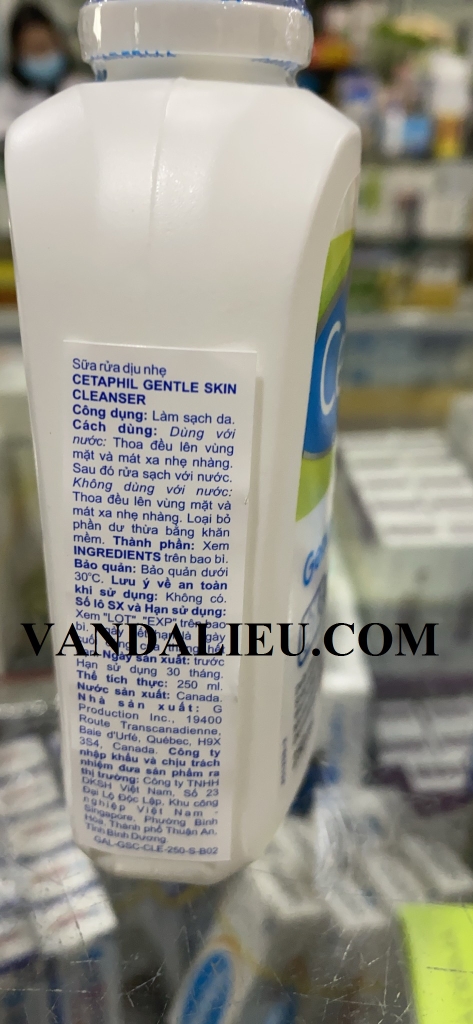 Sữa rửa dịu nhẹ
CETAPHIL GENTLE SKIN
CLEANSER
Công dụng: Làm sạch da.
Cách dùng: Dùng với
nước: Thoa đều lên vùng
mặt và mát xa nhẹ nhàng.
Sau đó rửa sạch với nước.
Không dùng với nước:
Thoa đều lên vùng mặt và
mát xa nhẹ nhàng. Loại bỏ
phần dư thừa bằng khăn
mềm. Thành phần: Xem
INGREDIENTS trên bao bì.
Bảo quản: Bảo quản dưới
30°C. Lưu ý về an toàn
khi sử dụng: Không có.
Số lô SX và Hạn sử dụng:
Xem "LOT", "EXP" trên bao
VANDALIEU.COM
Ngày sản xuất: trước
Hạn sử dụng 30 tháng.
Thể tích thực: 250 ml.
Nước sản xuất: Canada.
Nhà sản xuất: G
Production Inc., 19400
Route Transcanadienne,
Baie d'Urfé, Québec, H9X
3S4, Canada. Công ty
nhập khẩu và chịu trách
nhiệm đưa sản phẩm ra
thị trường: Công ty TNHH
DKSH Việt Nam, Số 23
Đại Lộ Độc Lập, Khu công
nghiệp Việt Nam -
Singapore, Phường Bình
Hòa, Thành phố Thuận An,
Tỉnh Bình Dương
GAL-GSC-CLE-250-S-B02